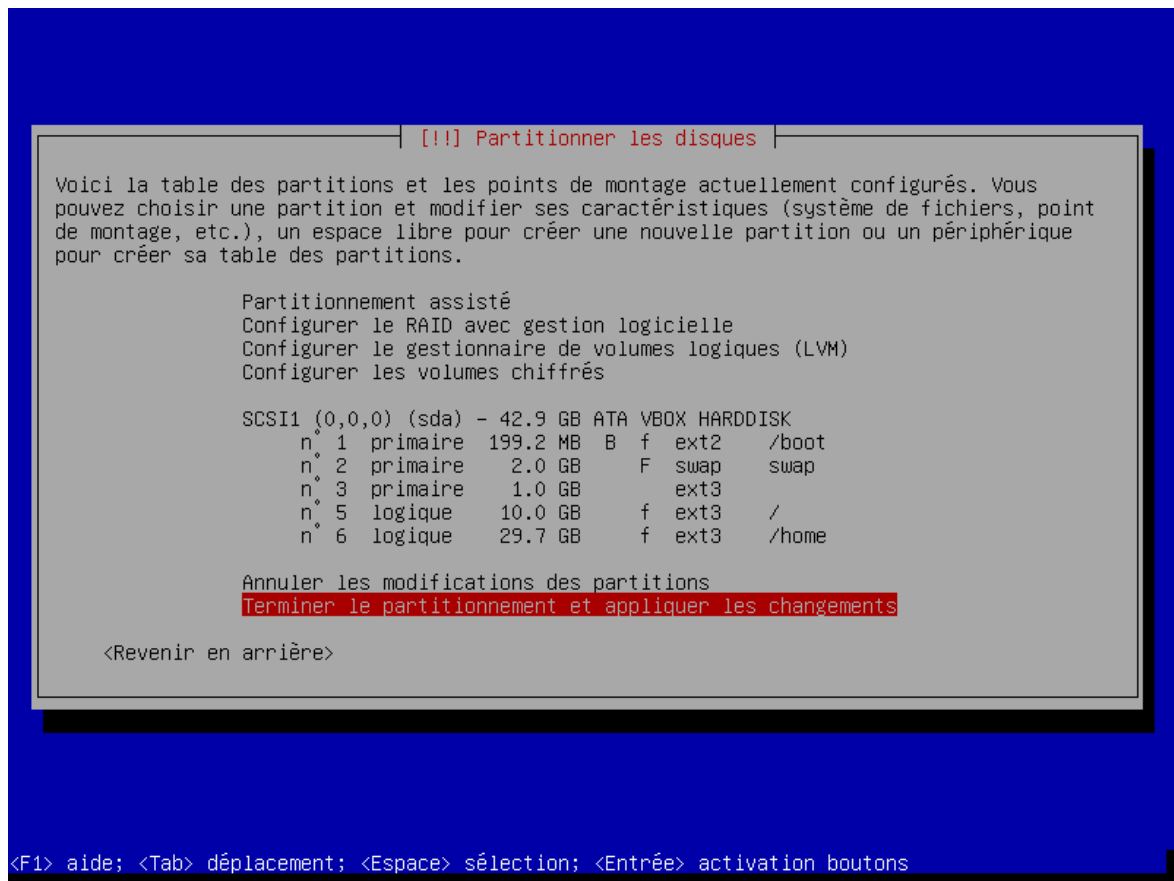 [!!] Partitionner les disques
Voici la table des partitions et les points de montage actuellement configurés. Vous
pouvez choisir une partition et modifier ses caractéristiques (système de fichiers, point
de montage, etc.), un espace libre pour créer une nouvelle partition ou un périphérique
pour créer sa table des partitions.
Partitionnement assisté
Configurer le RAID avec gestion logicielle
Configurer le gestionnaire de volumes logiques (LVM)
Configurer les volumes chiffrés
SCSI1 (0,0,0) (sda) - 42.9 GB ATA VBOX HARDDISK
n° 1 primaire 199.2 MB B f ext2 /boot
n° 2 primaire 2.0 GB F swap swap
n° 3 primaire 1.0 GB ext3
n° 5 logique 10.0 GB f ext3 /
n° 6 logique 29.7 GB f ext3 /home
Annuler les modifications des partitions
Terminer le partitionnement et appliquer les changements
<Revenir en arrière>
<F1> aide; <Tab> déplacement; <Espace> sélection; <Entrée> activation boutons